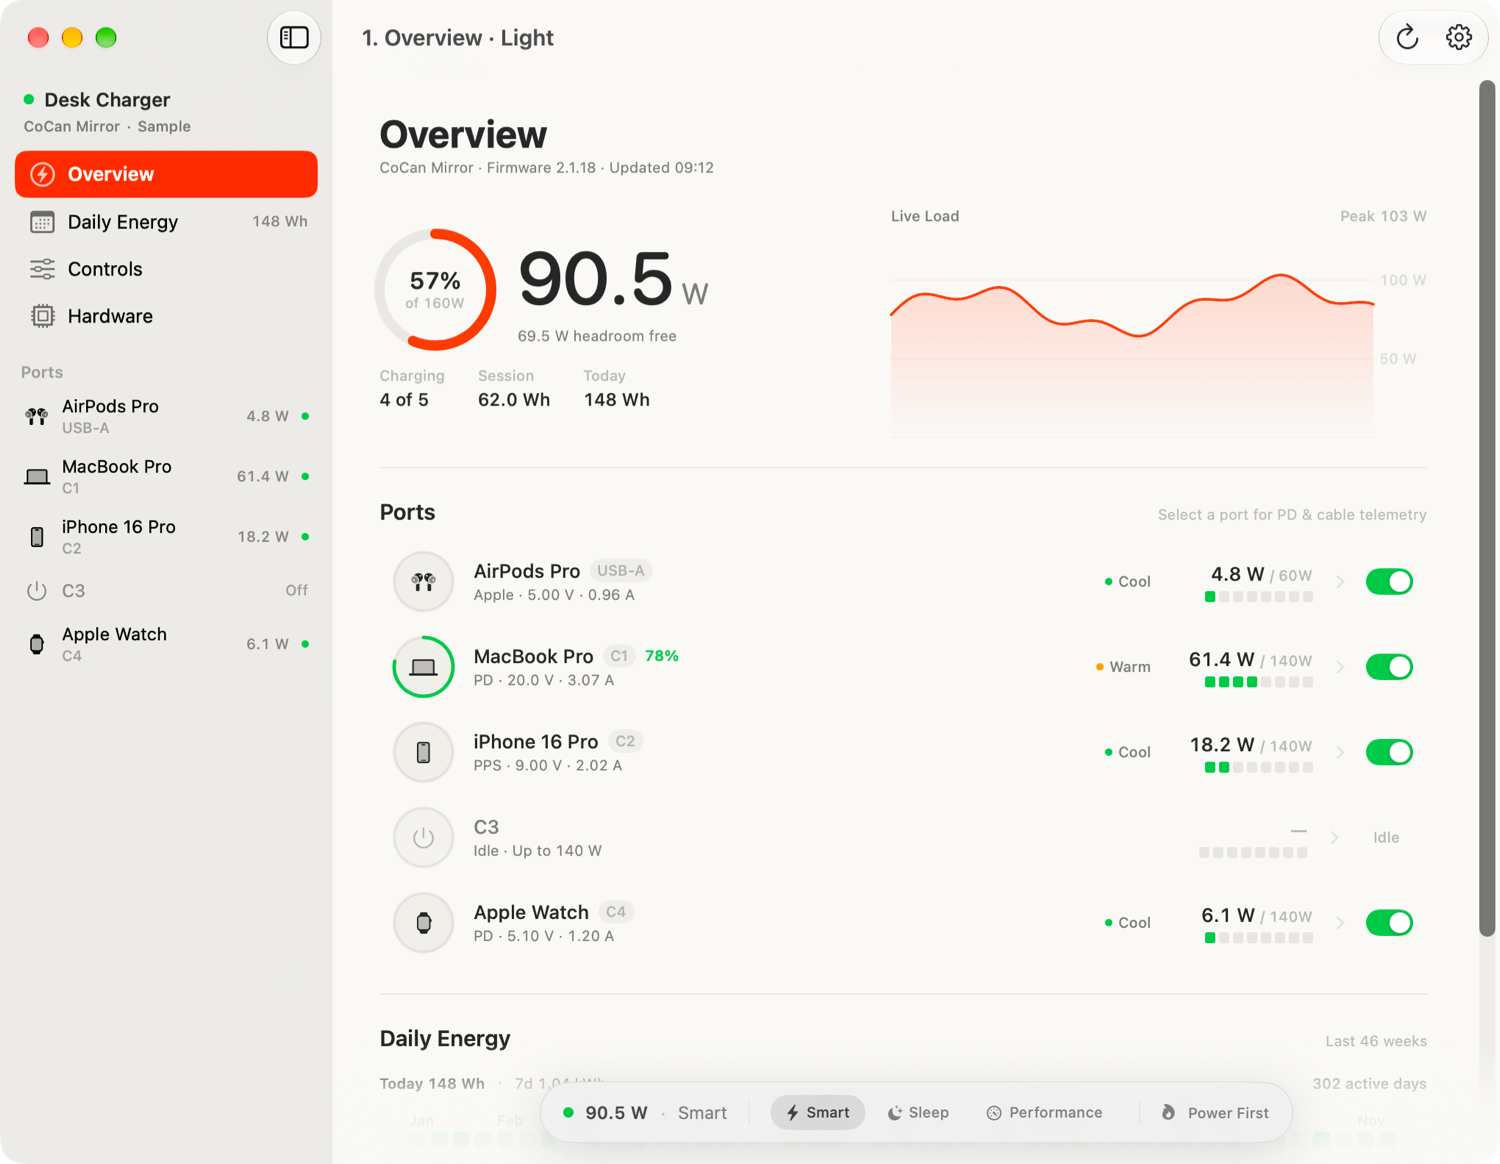 1. Overview · Light
Desk Charger
CoCan Mirror · Sample
Overview
Daily Energy 148 Wh
Controls
Hardware
Ports
AirPods Pro
USB-A
4.8 W
MacBook Pro
C1
61.4 W
iPhone 16 Pro
C2
18.2 W
C3 Off
Apple Watch
C4
6.1 W
Overview
CoCan Mirror · Firmware 2.1.18 · Updated 09:12
57%
of 160W
90.5 W
69.5 W headroom free
Charging Session Today
4 of 5 62.0 Wh 148 Wh
Live Load Peak 103 W
100 W
50 W
Ports Select a port for PD & cable telemetry
AirPods Pro USB-A
Apple · 5.00 V · 0.96 A
Cool
4.8 W / 60W
MacBook Pro C1 78%
PD · 20.0 V · 3.07 A
Warm
61.4 W / 140W
iPhone 16 Pro C2
PPS · 9.00 V · 2.02 A
Cool
18.2 W / 140W
C3
Idle · Up to 140 W
—
Idle
Apple Watch C4
PD · 5.10 V · 1.20 A
Cool
6.1 W / 140W
Daily Energy Last 46 weeks
Today 148 Wh · 7d 1.04 kWh 302 active days
Jan Feb Nov
90.5 W · Smart Smart Sleep Performance Power First